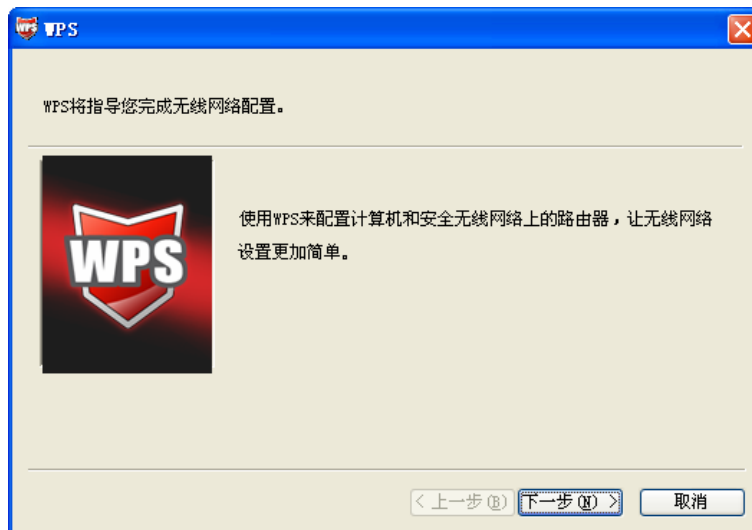 WPS
WPS将指导您完成无线网络配置。
WPS
使用WPS来配置计算机和安全无线网络上的路由器，让无线网络
设置更加简单。
< 上一步(B)
下一步(N) >
取消